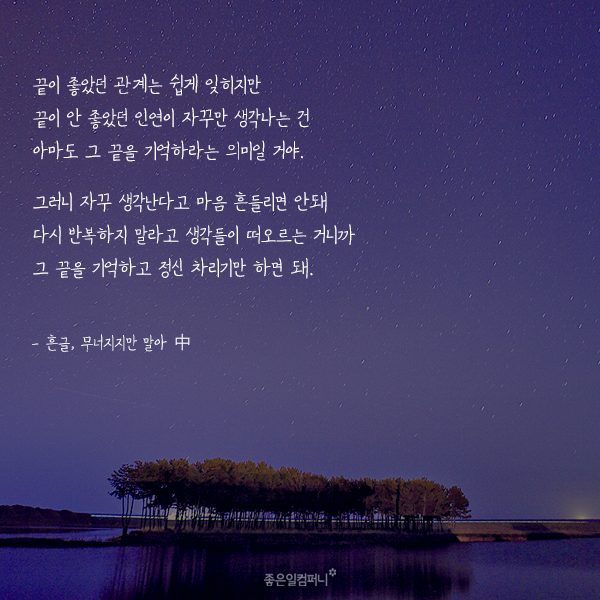 끝이 좋았던 관계는 쉽게 잊히지만
끝이 안 좋았던 인연이 자꾸만 생각나는 건
아마도 그 끝을 기억하라는 의미일 거야.
그러니 자꾸 생각난다고 마음 흔들리면 안돼
다시 반복하지 말라고 생각들이 떠오르는 거니까
그 끝을 기억하고 정신 차리기만 하면 돼.
- 흔글, 무너지지만 말아 中
좋은일컴퍼니